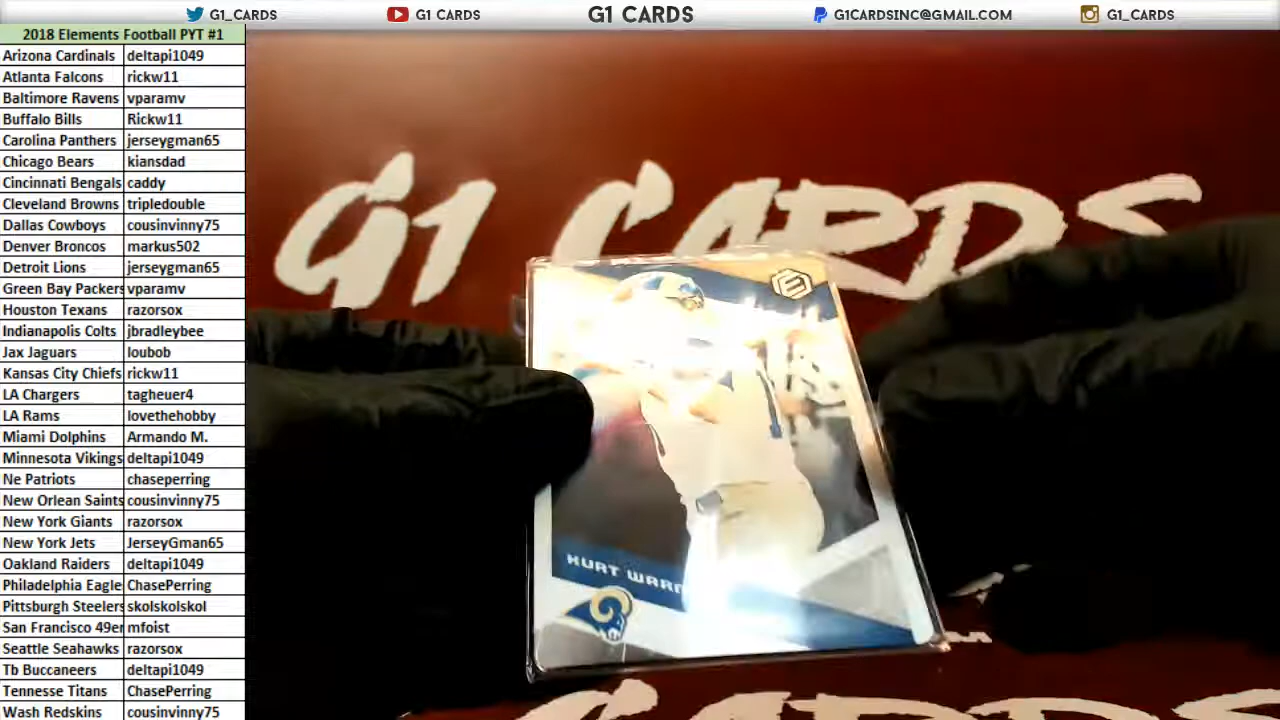 G1_CARDS
G1 CARDS
G1 CARDS
G1CARDSINC@GMAIL.COM
G1_CARDS
2018 Elements Football PYT #1
Arizona Cardinals deltapi1049
Atlanta Falcons rickw11
Baltimore Ravens vparamv
Buffalo Bills Rickw11
Carolina Panthers jerseygman65
Chicago Bears kiansdad
Cincinnati Bengals caddy
Cleveland Browns tripledouble
Dallas Cowboys cousinvinny75
Denver Broncos markus502
Detroit Lions jerseygman65
Green Bay Packers vparamv
Houston Texans razorsox
Indianapolis Colts jbradleybee
Jax Jaguars loubob
Kansas City Chiefs rickw11
LA Chargers tagheuer4
LA Rams lovethehobby
Miami Dolphins Armando M.
Minnesota Vikings deltapi1049
Ne Patriots chaseperring
New Orlean Saints cousinvinny75
New York Giants razorsox
New York Jets JerseyGman65
Oakland Raiders deltapi1049
Philadelphia Eagle ChasePerring
Pittsburgh Steelers skolskolskol
San Francisco 49er mfoist
Seattle Seahawks razorsox
Tb Buccaneers deltapi1049
Tennesse Titans ChasePerring
Wash Redskins cousinvinny75
G1 CARDS
E
KURT WARN